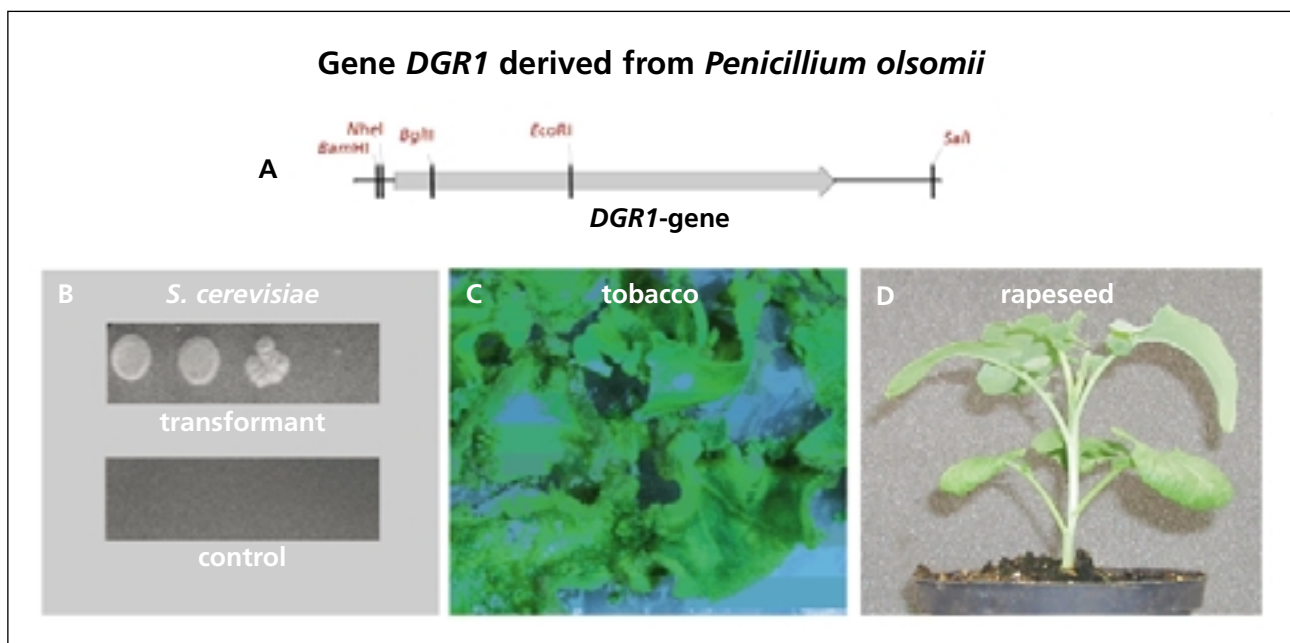 Gene DGR1 derived from Penicillium olsomii
NheI BglII EcoRI SalI
BamHI
A
DGR1-gene
B S. cerevisiae
transformant
control
C tobacco
D rapeseed